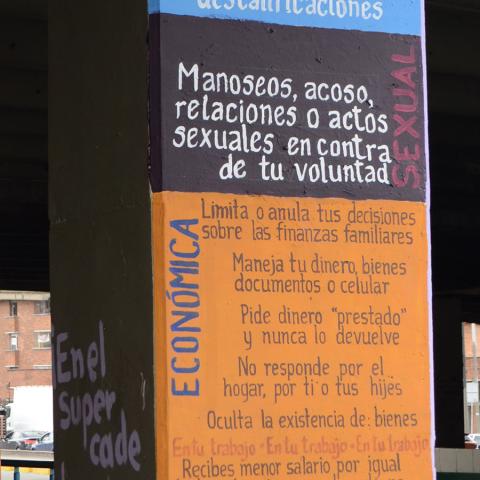 descalificaciones
SEXUAL
Manoseos, acoso,
relaciones o actos
sexuales en contra
de tu voluntad
ECONÓMICA
Limita o anula tus decisiones
sobre las finanzas familiares
Maneja tu dinero, bienes
documentos o celular
Pide dinero "prestado"
y nunca lo devuelve
No responde por el
hogar, por ti o tus hijes
Oculta la existencia de: bienes
En tu trabajo • En tu trabajo • En tu trabajo
Recibes menor salario por igual
En el
super
cade